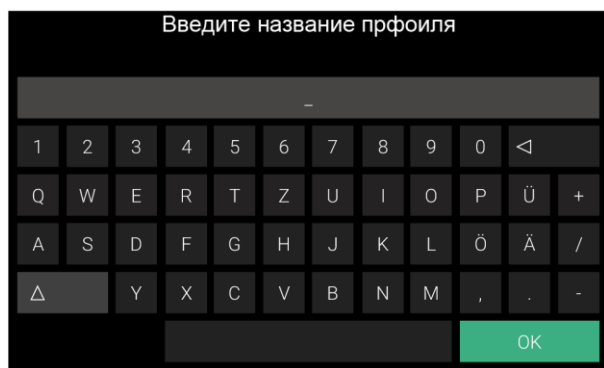 Введите название прфоиля
_
1 2 3 4 5 6 7 8 9 0 ◁
Q W E R T Z U I O P Ü +
A S D F G H J K L Ö Ä /
△ Y X C V B N M , . -
OK